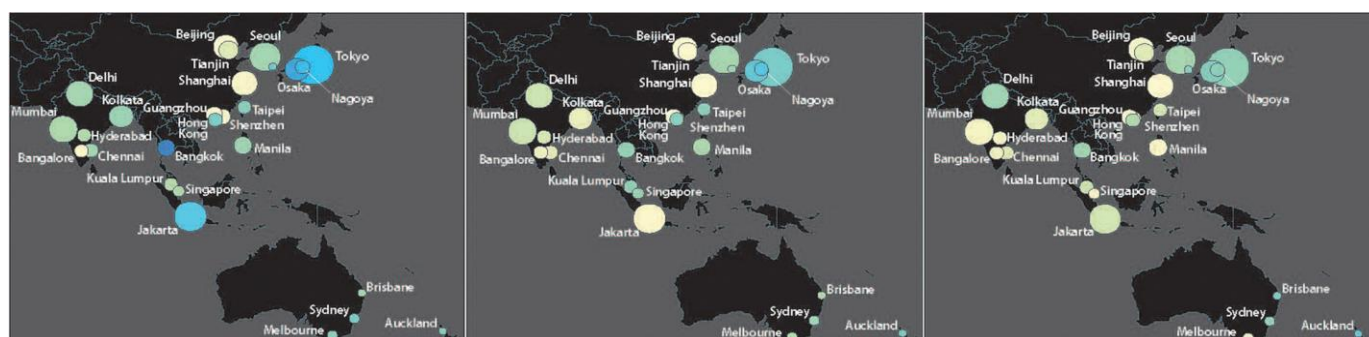 Beijing
Seoul
Tokyo
Tianjin
Shanghai
Osaka
Delhi
Nagoya
Kolkata
Guangzhou
Taipei
Mumbai
Hong Kong
Shenzhen
Hyderabad
Manila
Bangalore
Chennai
Bangkok
Kuala Lumpur
Singapore
Jakarta
Brisbane
Sydney
Auckland
Melbourne
Beijing
Seoul
Tokyo
Tianjin
Shanghai
Osaka
Delhi
Nagoya
Kolkata
Guangzhou
Taipei
Mumbai
Hong Kong
Shenzhen
Hyderabad
Manila
Bangalore
Chennai
Bangkok
Kuala Lumpur
Singapore
Jakarta
Brisbane
Sydney
Auckland
Melbourne
Beijing
Seoul
Tokyo
Tianjin
Shanghai
Osaka
Delhi
Nagoya
Kolkata
Guangzhou
Taipei
Mumbai
Hong Kong
Shenzhen
Hyderabad
Manila
Bangalore
Chennai
Bangkok
Kuala Lumpur
Singapore
Jakarta
Brisbane
Sydney
Auckland
Melbourne